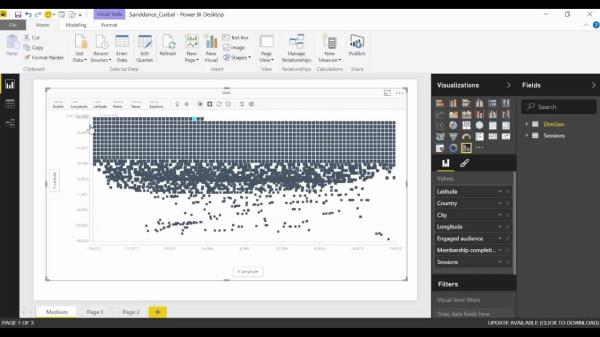 Visual Tools
Sanddance_Curbal - Power BI Desktop
File
Home
Modeling
Format
Paste
Cut
Copy
Format Painter
Get Data
Recent Sources
Enter Data
Edit Queries
Refresh
New Page
New Visual
Text Box
Image
Shapes
Page View
Manage Relationships
New Measure
Publish
Clipboard
External Data
Insert
View
Relationships
Calculations
Share
Visualizations
Fields
Search
DimGeo
Sessions
Values
Latitude
Country
City
Longitude
Engaged audience
Membership completi...
Sessions
Filters
Visual level filters
Drag data fields here
Y: Latitude
X: Longitude
Medium
Page 1
Page 2
PAGE 1 OF 3
UPDATE AVAILABLE (CLICK TO DOWNLOAD)